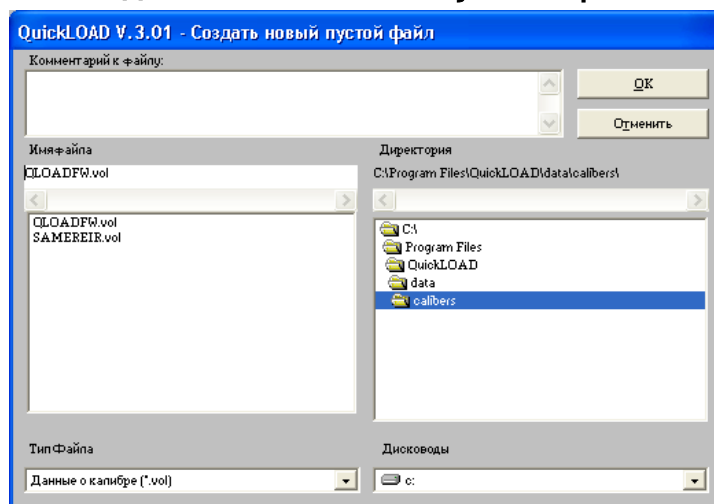 QuickLOAD V.3.01 - Создать новый пустой файл
Комментарий к файлу:
OK
Отменить
Имя файла
QLOADFW.vol
QLOADFW.vol
SAMEREIR.vol
Директория
C:\Program Files\QuickLOAD\data\calibers\
C:\
Program Files
QuickLOAD
data
calibers
Тип Файла
Данные о калибре (*.vol)
Дисководы
c: